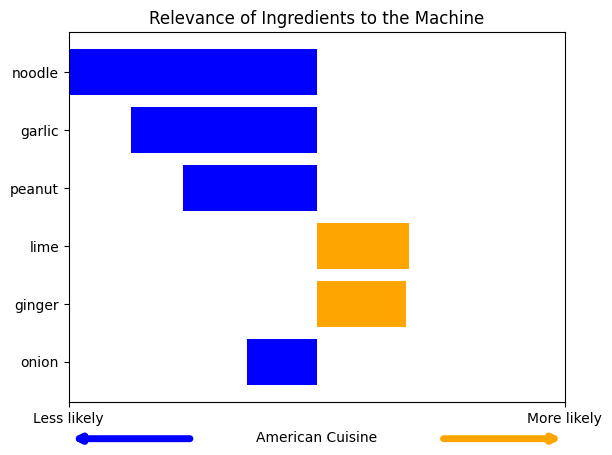 Relevance of Ingredients to the Machine
noodle
garlic
peanut
lime
ginger
onion
Less likely
More likely
American Cuisine